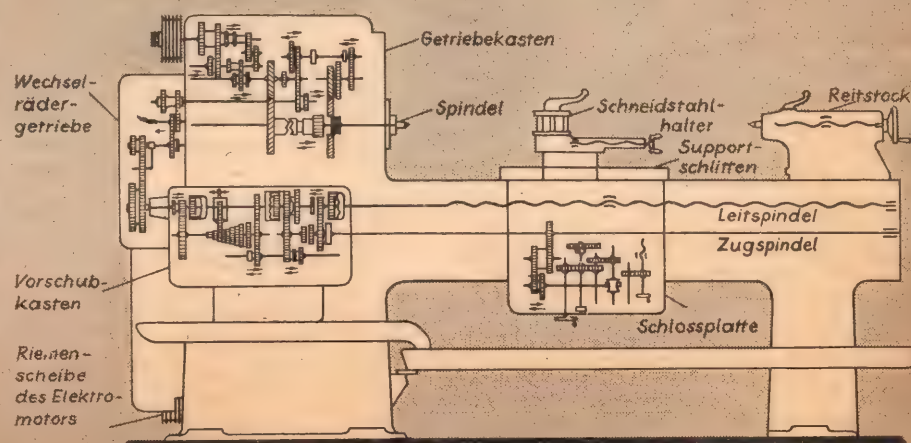 Getriebekasten
Wechsel-
räder-
getriebe
Spindel
Schneidstahl-
halter
Reitstock
Support-
schlitten
Leitspindel
Zugspindel
Vorschub-
kasten
Schlossplatte
Riemen-
scheibe
des Elektro-
motors